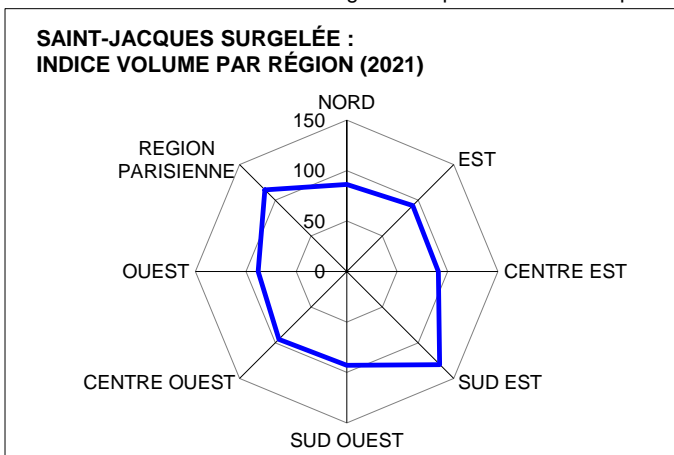 SAINT-JACQUES SURGELÉE :
INDICE VOLUME PAR RÉGION (2021)
NORD
150
REGION
PARISIENNE
EST
100
50
OUEST
0
CENTRE EST
CENTRE OUEST
SUD EST
SUD OUEST